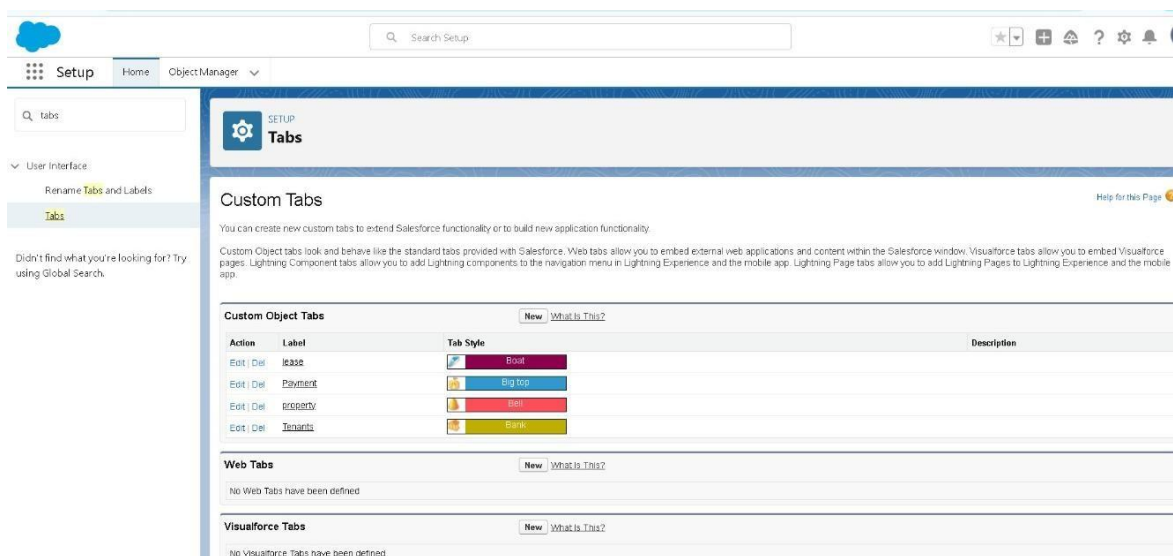 Search Setup
Setup Home Object Manager
tabs
User Interface
Rename Tabs and Labels
Tabs
Didn't find what you're looking for? Try
using Global Search.
SETUP
Tabs
Custom Tabs
Help for this Page
You can create new custom tabs to extend Salesforce functionality or to build new application functionality.
Custom Object tabs look and behave like the standard tabs provided with Salesforce. Web tabs allow you to embed external web applications and content within the Salesforce window. Visualforce tabs allow you to embed Visualforce
pages. Lightning Component tabs allow you to add Lightning components to the navigation menu in Lightning Experience and the mobile app. Lightning Page tabs allow you to add Lightning Pages to Lightning Experience and the mobile
app.
Custom Object Tabs New What Is This?
Action Label Tab Style Description
Edit | Del lease Boat
Edit | Del Payment Big top
Edit | Del property Bell
Edit | Del Tenants Bank
Web Tabs New What Is This?
No Web Tabs have been defined
Visualforce Tabs New What Is This?
No Visualforce Tabs have been defined